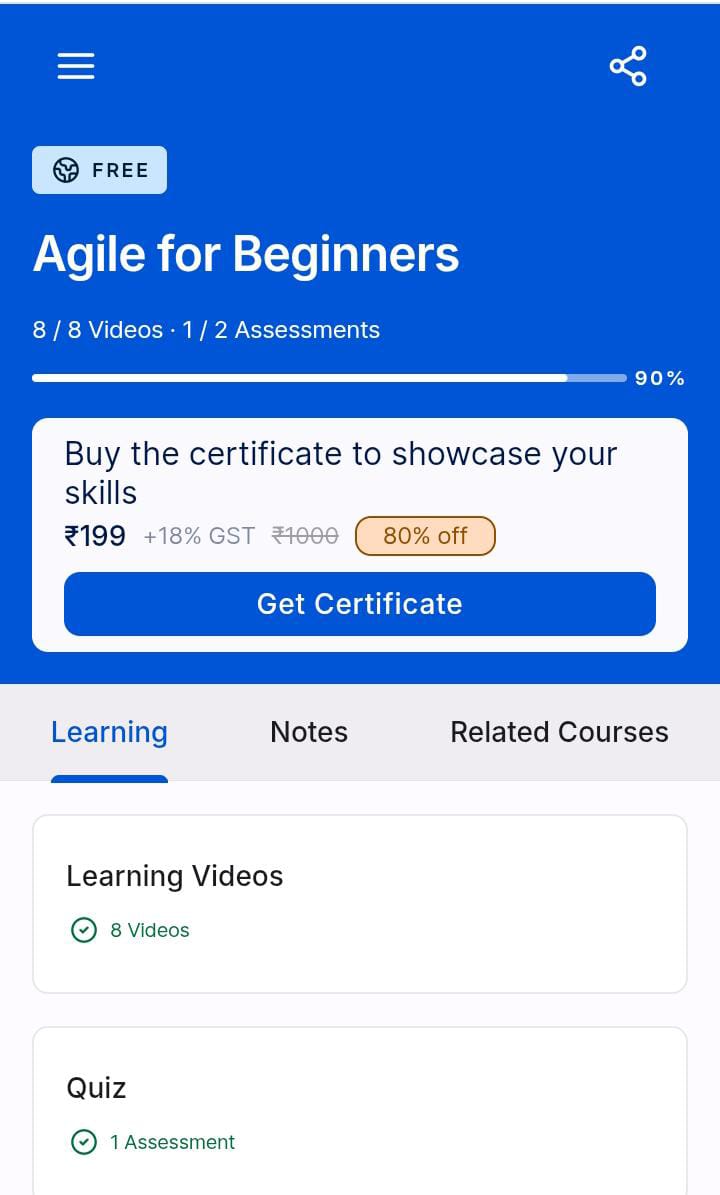 FREE
Agile for Beginners
8 / 8 Videos · 1 / 2 Assessments
90%
Buy the certificate to showcase your
skills
₹199 +18% GST ₹1000 80% off
Get Certificate
Learning Notes Related Courses
Learning Videos
8 Videos
Quiz
1 Assessment